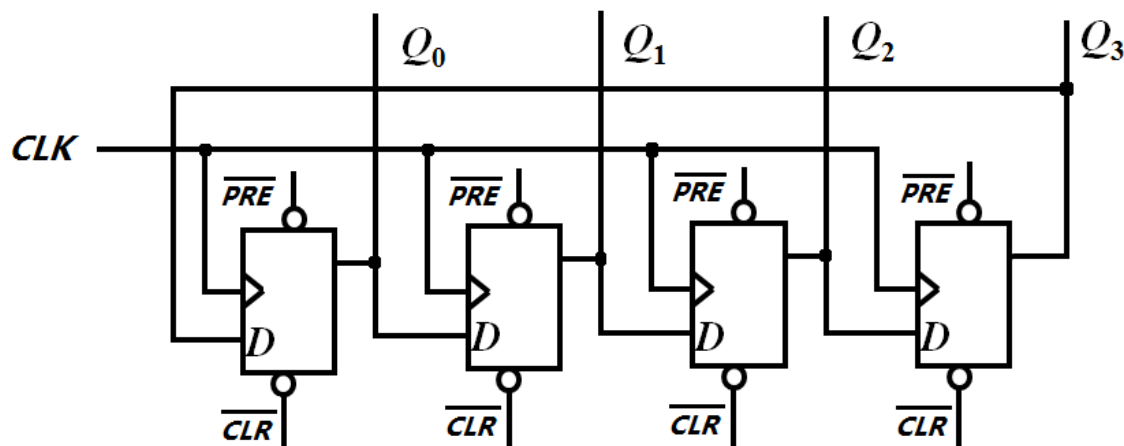 Q0 Q1 Q2 Q3
CLK
PRE PRE PRE PRE
D D D D
CLR CLR CLR CLR